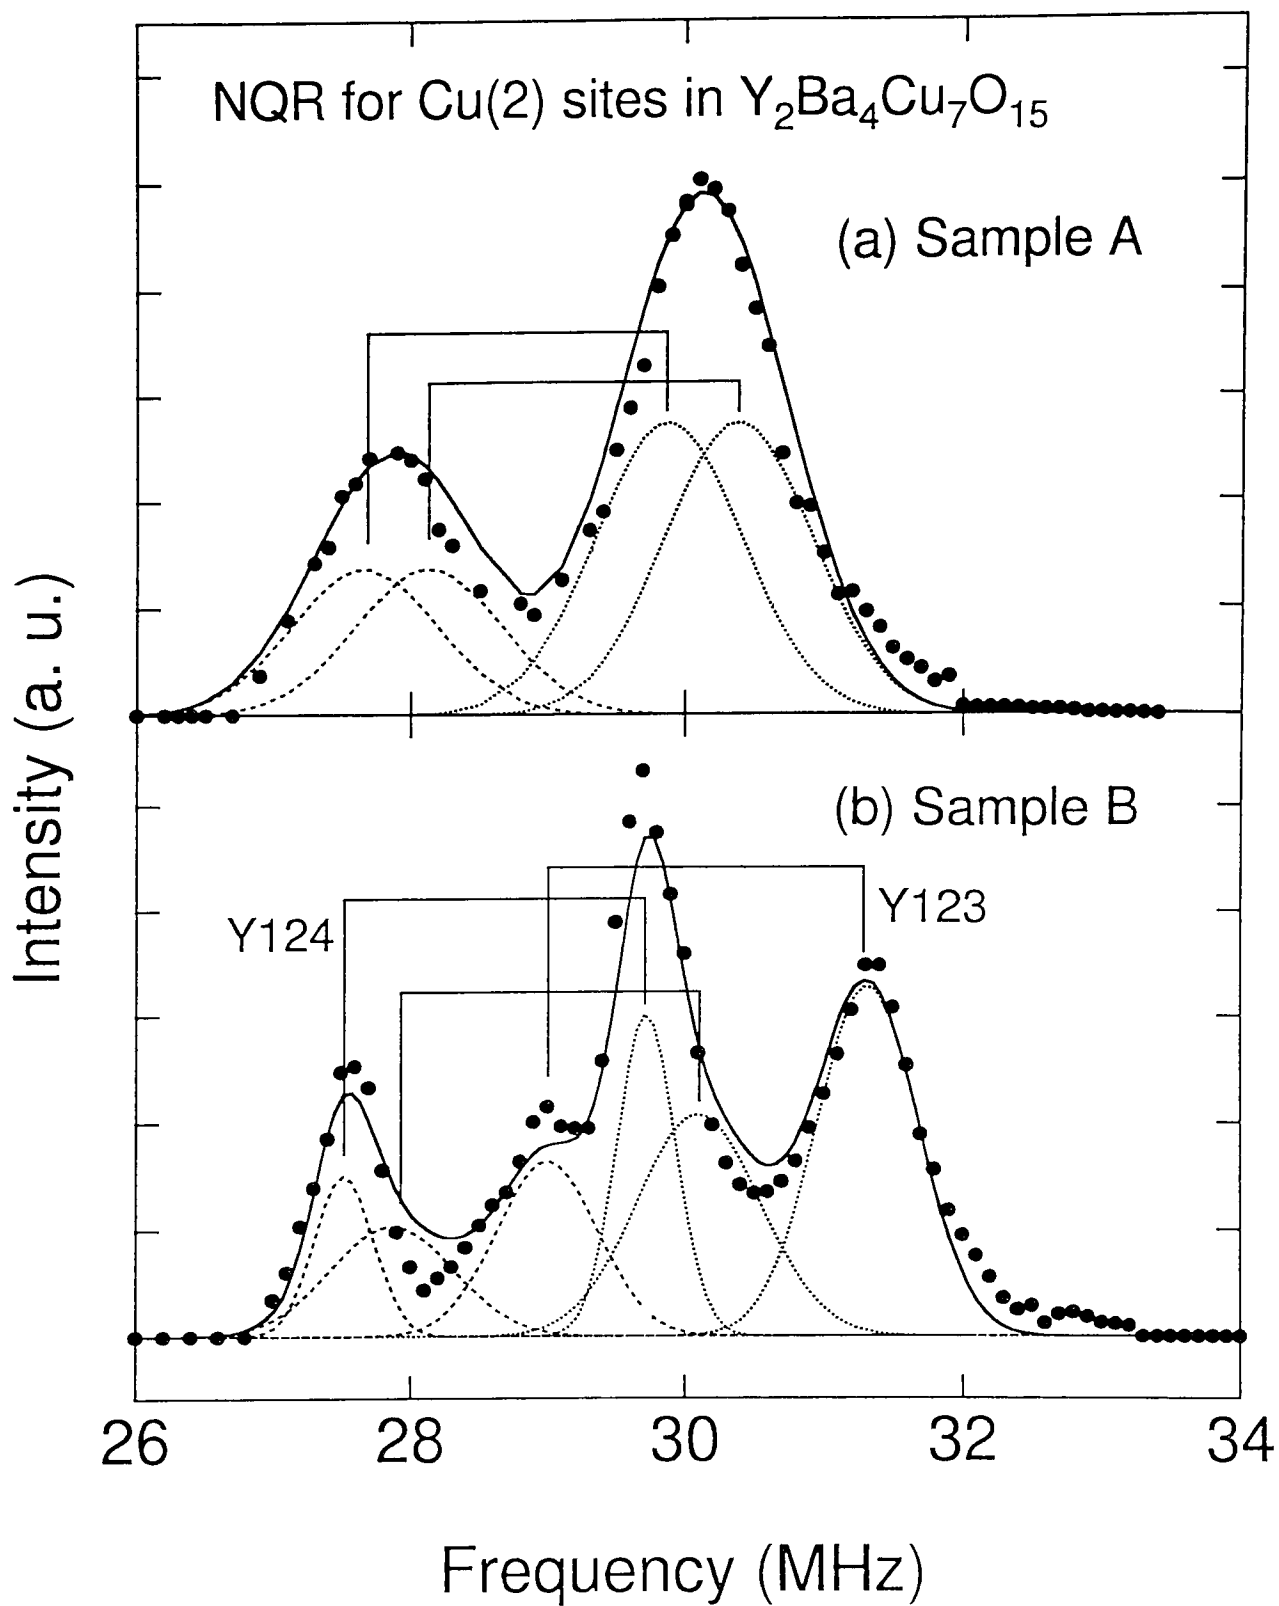 NQR for Cu(2) sites in Y₂Ba₄Cu₇O₁₅
(a) Sample A
Intensity (a. u.)
(b) Sample B
Y124
Y123
26 28 30 32 34
Frequency (MHz)